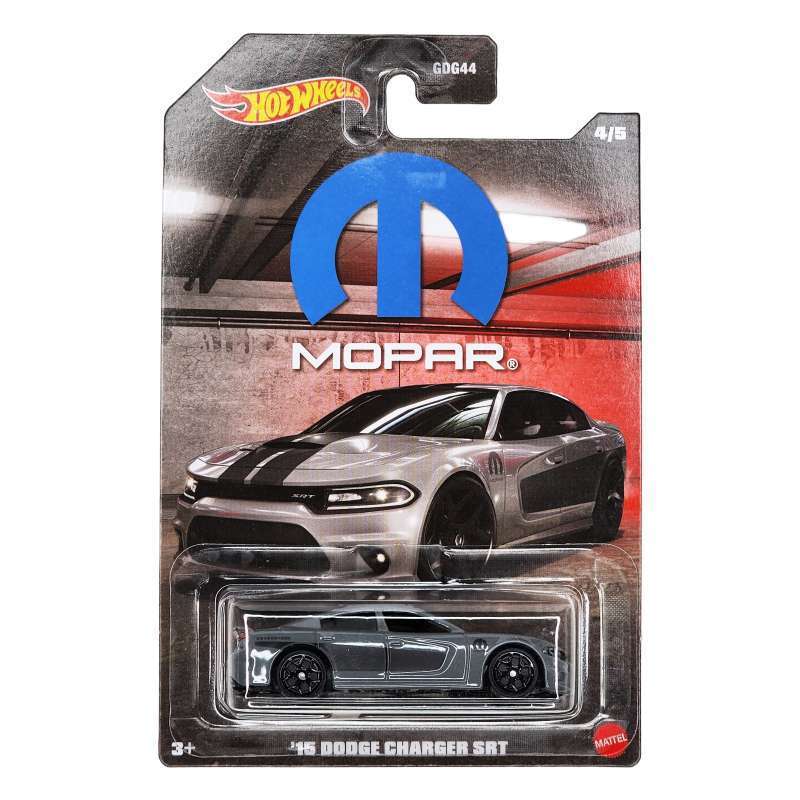 GDG44
HOT WHEELS
4/5
MOPAR®
SRT
3+
'15 DODGE CHARGER SRT
MATTEL